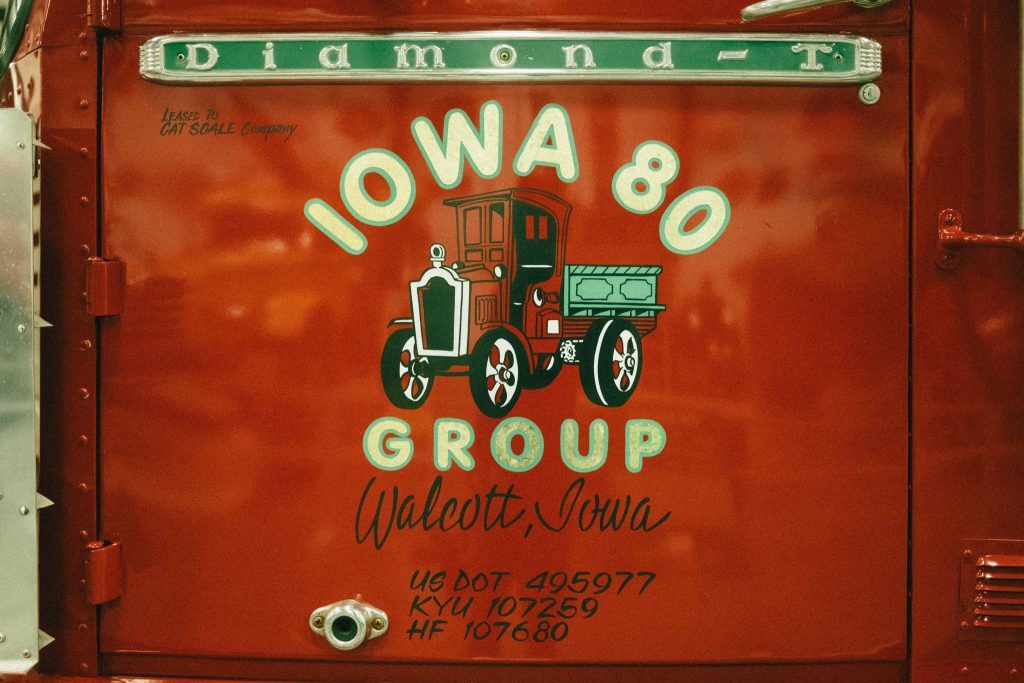 Diamond-T
LEASED TO
CAT SCALE Company
IOWA 80
GROUP
Walcott, Iowa
US DOT 495977
KYU 107259
HF 107680